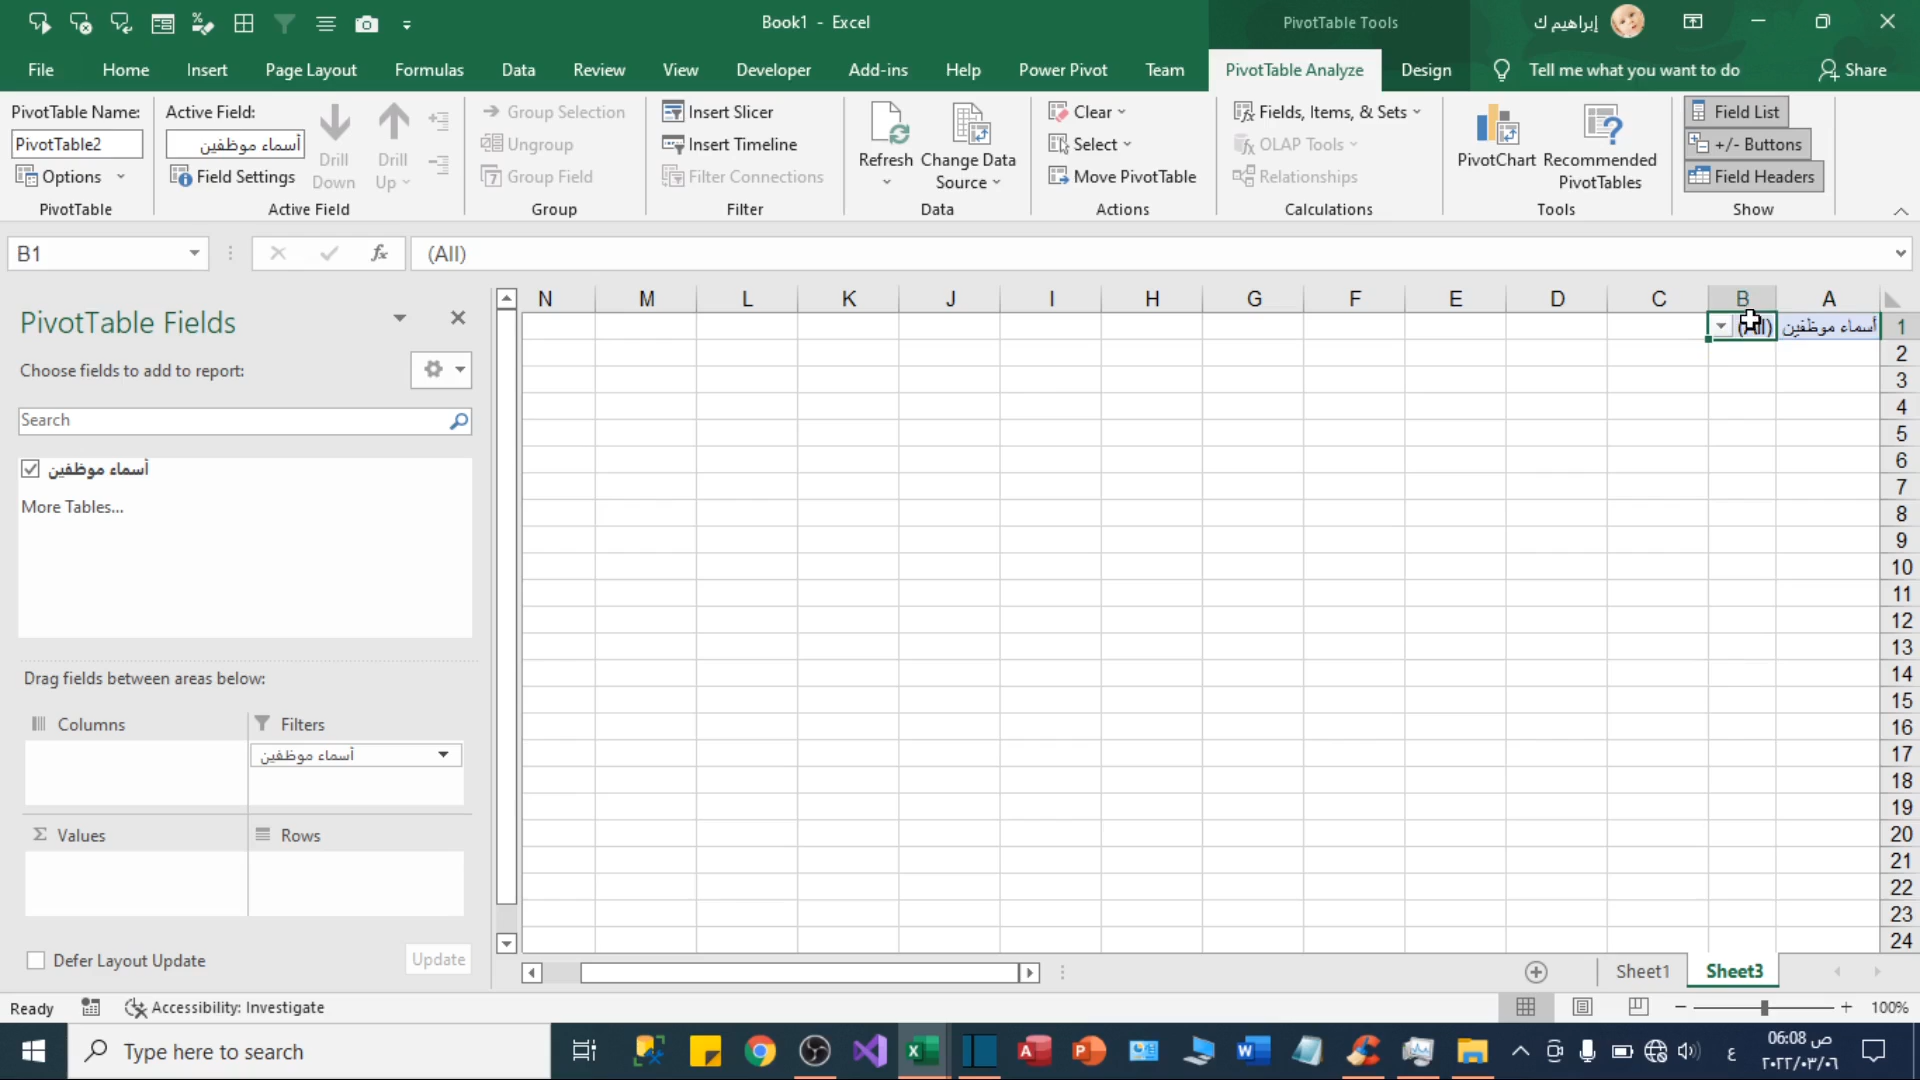 Book1 - Excel
PivotTable Tools
إبراهيم ك
File
Home
Insert
Page Layout
Formulas
Data
Review
View
Developer
Add-ins
Help
Power Pivot
Team
PivotTable Analyze
Design
Tell me what you want to do
Share
PivotTable Name:
PivotTable2
Options
PivotTable
Active Field:
أسماء موظفين
Field Settings
Drill Down
Drill Up
Active Field
Group Selection
Ungroup
Group Field
Group
Insert Slicer
Insert Timeline
Filter Connections
Filter
Refresh
Change Data Source
Data
Clear
Select
Move PivotTable
Actions
Fields, Items, & Sets
OLAP Tools
Relationships
Calculations
PivotChart
Recommended PivotTables
Tools
Field List
+/- Buttons
Field Headers
Show
B1
fx
(All)
PivotTable Fields
Choose fields to add to report:
Search
أسماء موظفين
More Tables...
Drag fields between areas below:
Columns
Filters
أسماء موظفين
Values
Rows
Defer Layout Update
Update
N M L K J I H G F E D C B A
أسماء موظفين (All)
1
2
3
4
5
6
7
8
9
10
11
12
13
14
15
16
17
18
19
20
21
22
23
24
Sheet1
Sheet3
Ready
Accessibility: Investigate
100%
Type here to search
ع
06:08 ص
٢٠٢٢/٠٣/٠٦